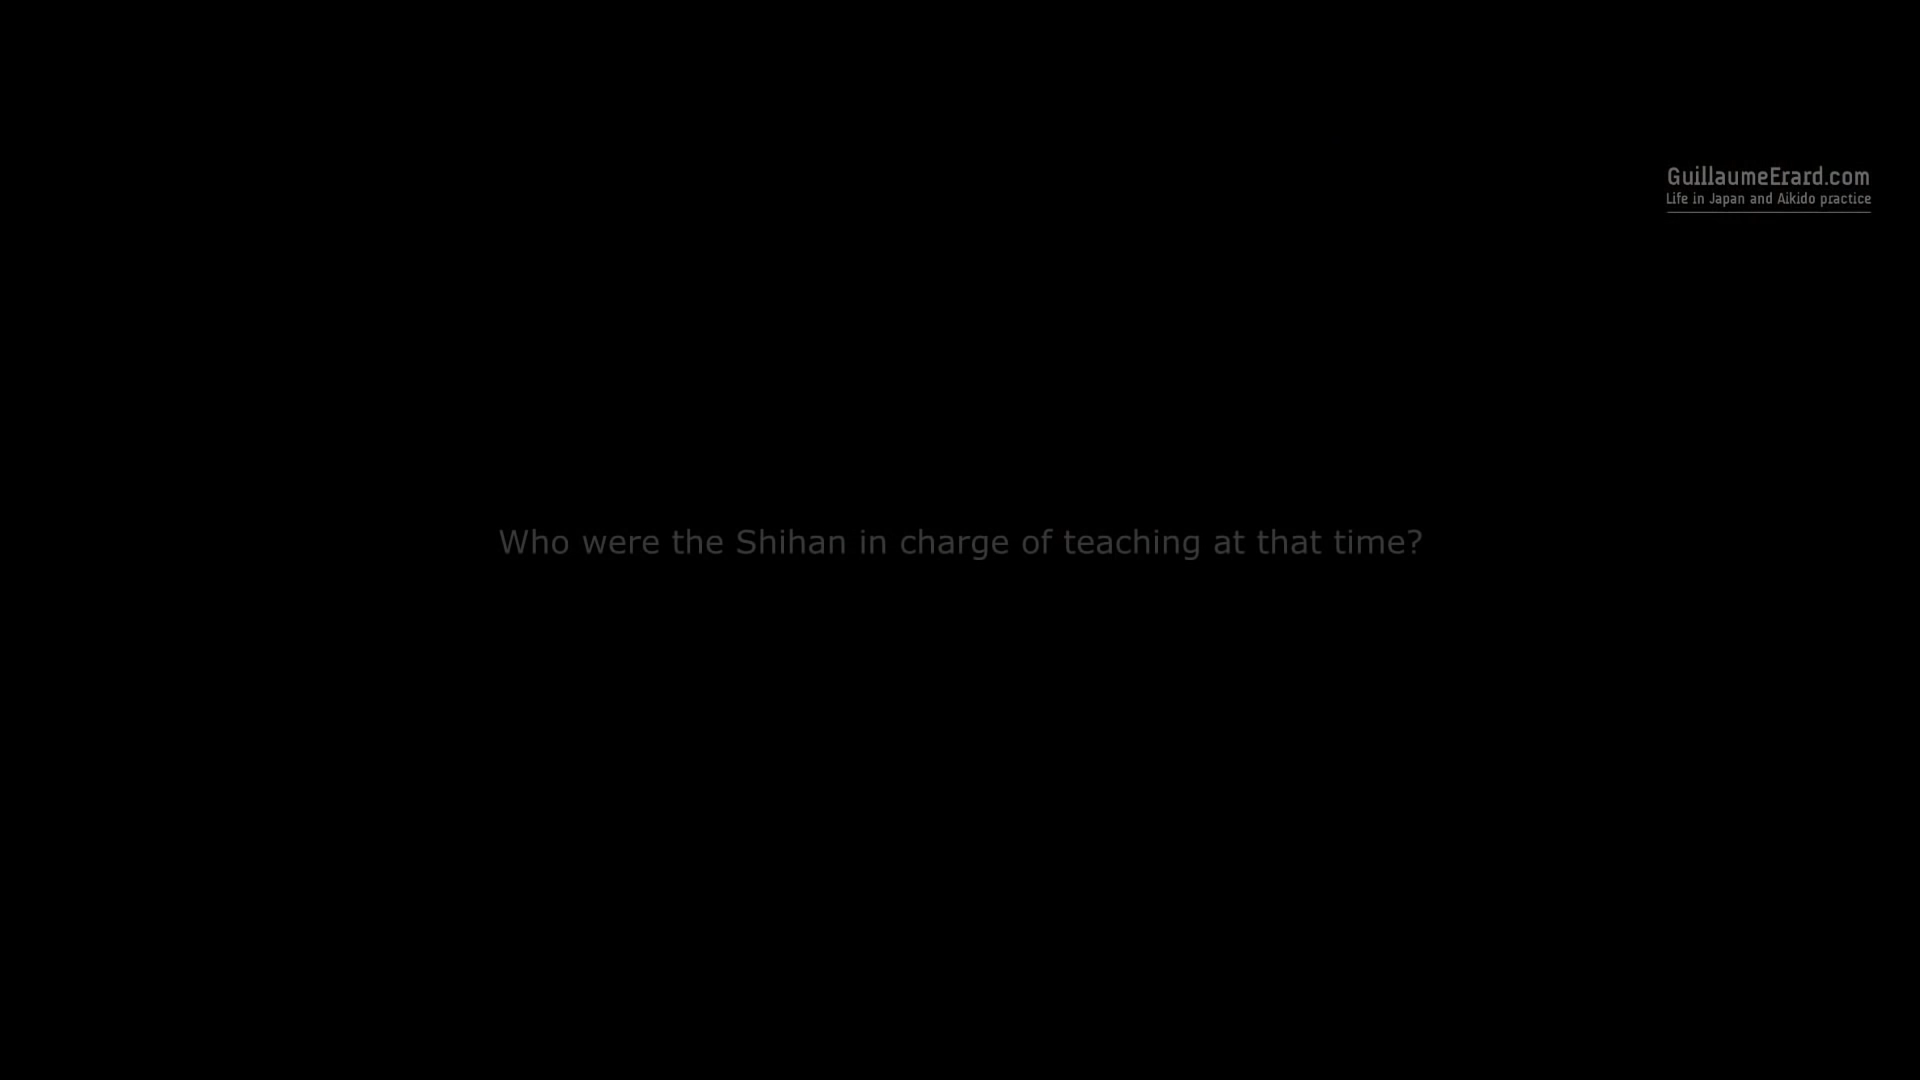 GuillaumeErard.com
Life in Japan and Aikido practice
Who were the Shihan in charge of teaching at that time?